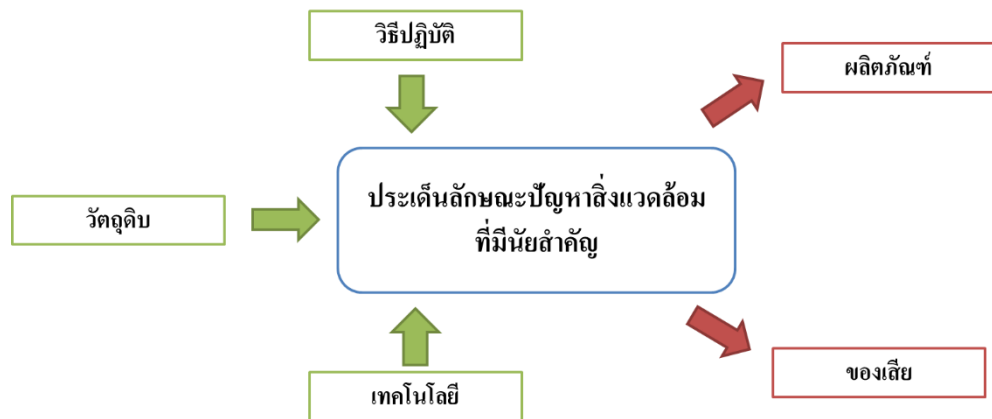 วิธีปฏิบัติ
ผลิตภัณฑ์
ประเด็นลักษณะปัญหาสิ่งแวดล้อม
ที่มีนัยสำคัญ
วัตถุดิบ
เทคโนโลยี
ของเสีย